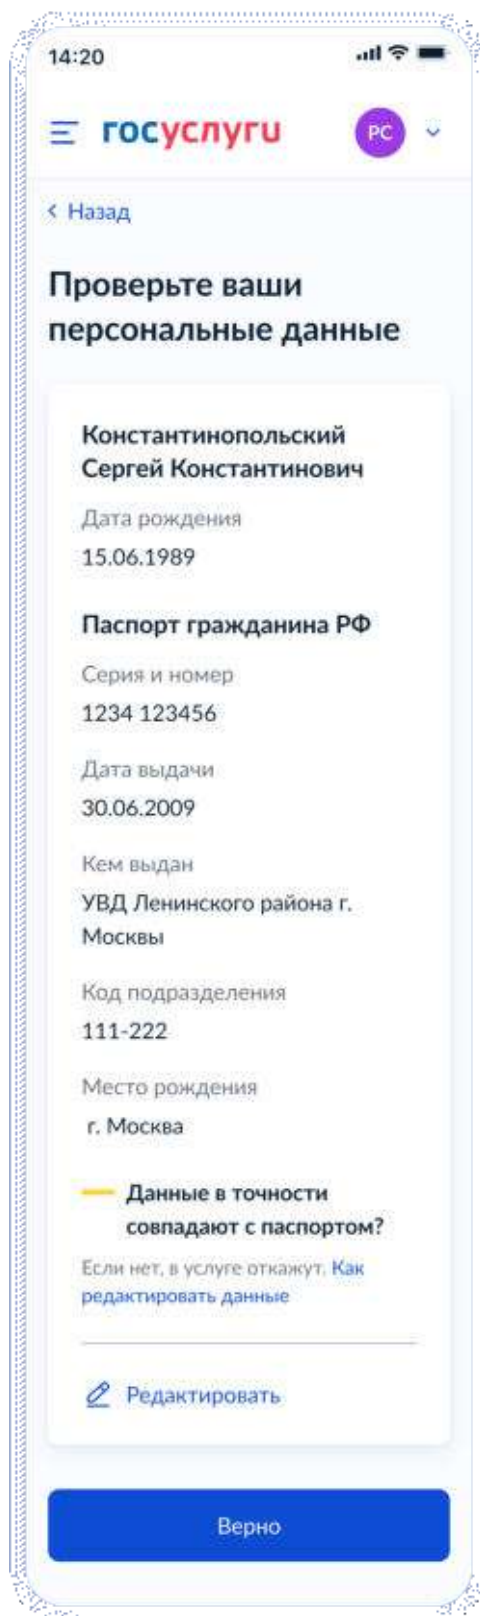 14:20
госуслуги
РС
Назад
Проверьте ваши
персональные данные
Константинопольский
Сергей Константинович
Дата рождения
15.06.1989
Паспорт гражданина РФ
Серия и номер
1234 123456
Дата выдачи
30.06.2009
Кем выдан
УВД Ленинского района г.
Москвы
Код подразделения
111-222
Место рождения
г. Москва
Данные в точности
совпадают с паспортом?
Если нет, в услуге откажут. Как
редактировать данные
Редактировать
Верно